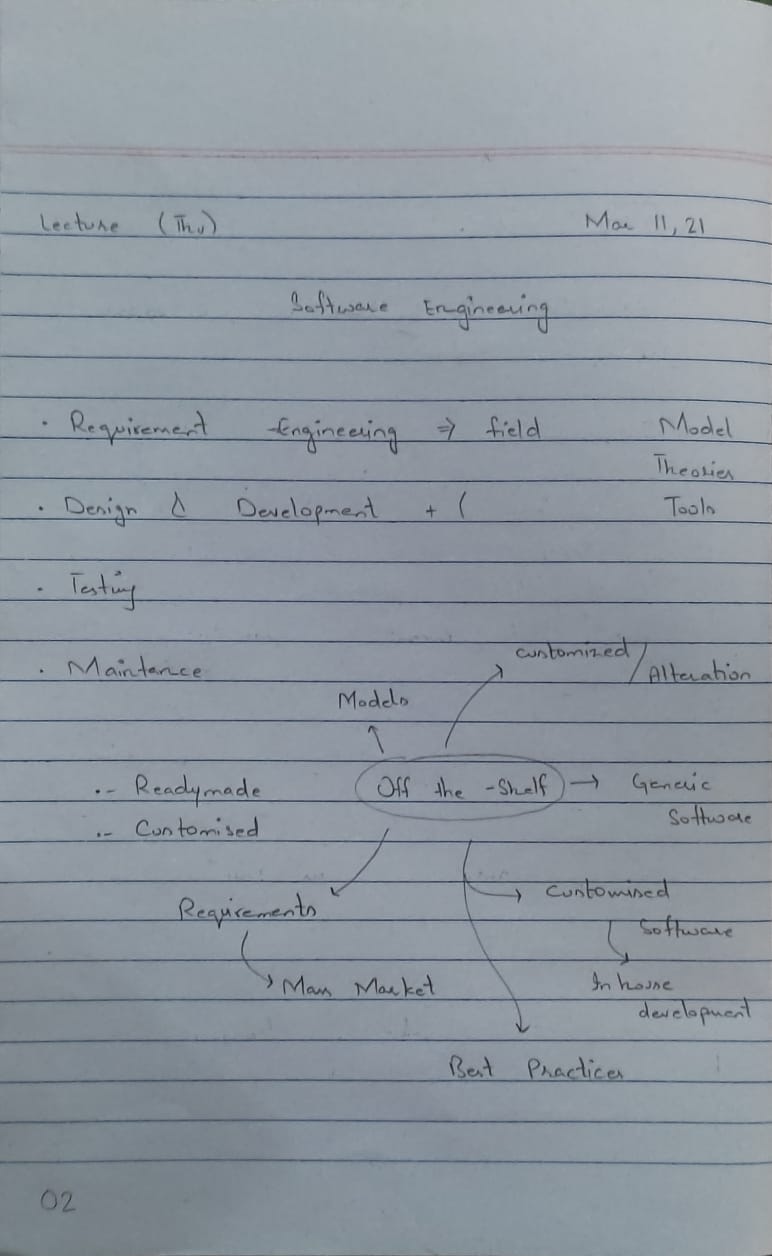 Lecture (Thu) Mar 11, 21
Software Engineering
· Requirement Engineering ⇒ field Model
Theories
· Design & Development + ( Tools
· Testing
customized/
· Maintance Alteration
Models
·- Readymade Off the -Shelf → Generic
Software
·- Customised
Customised
Requirements
Software
Mass Market In house
development
Best Practices
02